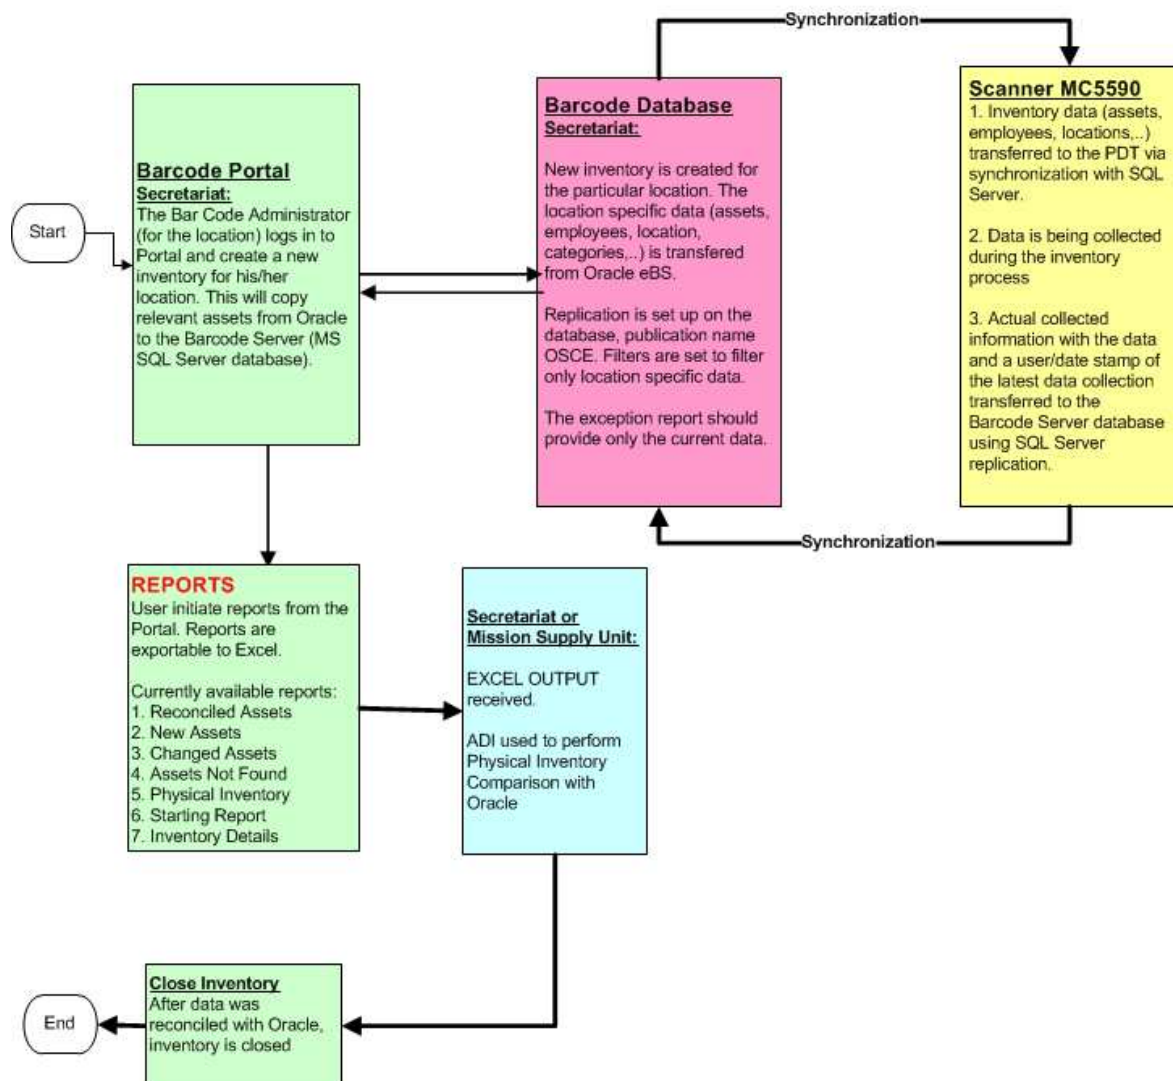 Synchronization
Start
Barcode Portal
Secretariat:
The Bar Code Administrator
(for the location) logs in to
Portal and create a new
inventory for his/her
location. This will copy
relevant assets from Oracle
to the Barcode Server (MS
SQL Server database).
Barcode Database
Secretariat:
New inventory is created for
the particular location. The
location specific data (assets,
employees, location,
categories,..) is transfered
from Oracle eBS.
Replication is set up on the
database, publication name
OSCE. Filters are set to filter
only location specific data.
The exception report should
provide only the current data.
Scanner MC5590
1. Inventory data (assets,
employees, locations,..)
transferred to the PDT via
synchronization with SQL
Server.
2. Data is being collected
during the inventory
process
3. Actual collected
information with the data
and a user/date stamp of
the latest data collection
transferred to the
Barcode Server database
using SQL Server
replication.
Synchronization
REPORTS
User initiate reports from the
Portal. Reports are
exportable to Excel.
Currently available reports:
1. Reconciled Assets
2. New Assets
3. Changed Assets
4. Assets Not Found
5. Physical Inventory
6. Starting Report
7. Inventory Details
Secretariat or
Mission Supply Unit:
EXCEL OUTPUT
received.
ADI used to perform
Physical Inventory
Comparison with
Oracle
Close Inventory
After data was
reconciled with Oracle,
inventory is closed
End